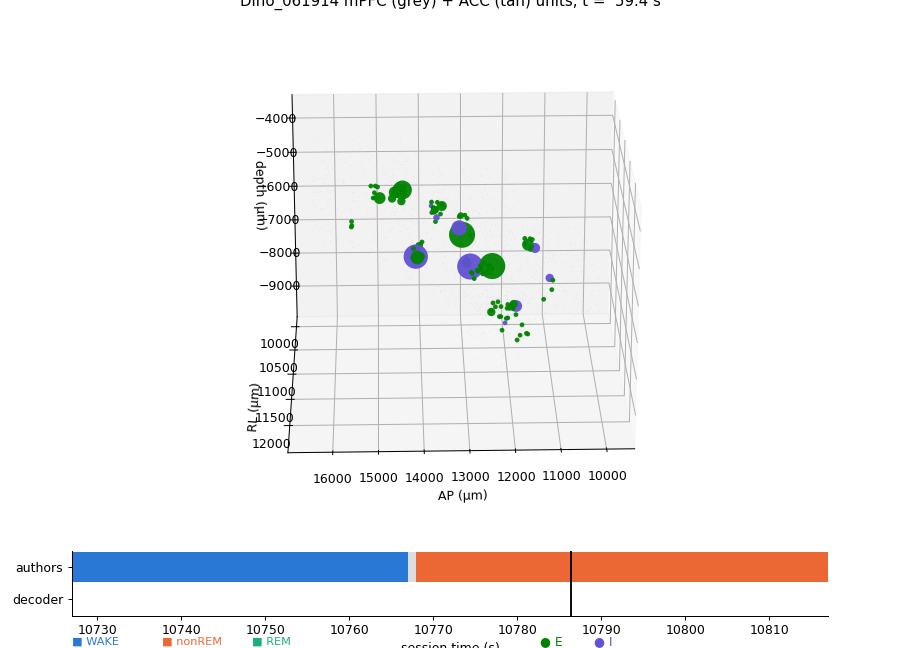 Dino_061914 mPFC (grey) + ACC (tan) units, t = 59.4 s
−4000
−5000
−6000
−7000
−8000
−9000
depth (μm)
10000
10500
11000
11500
12000
RL (μm)
16000 15000 14000 13000 12000 11000 10000
AP (μm)
authors
decoder
10730 10740 10750 10760 10770 10780 10790 10800 10810
WAKE nonREM REM E I
session time (s)